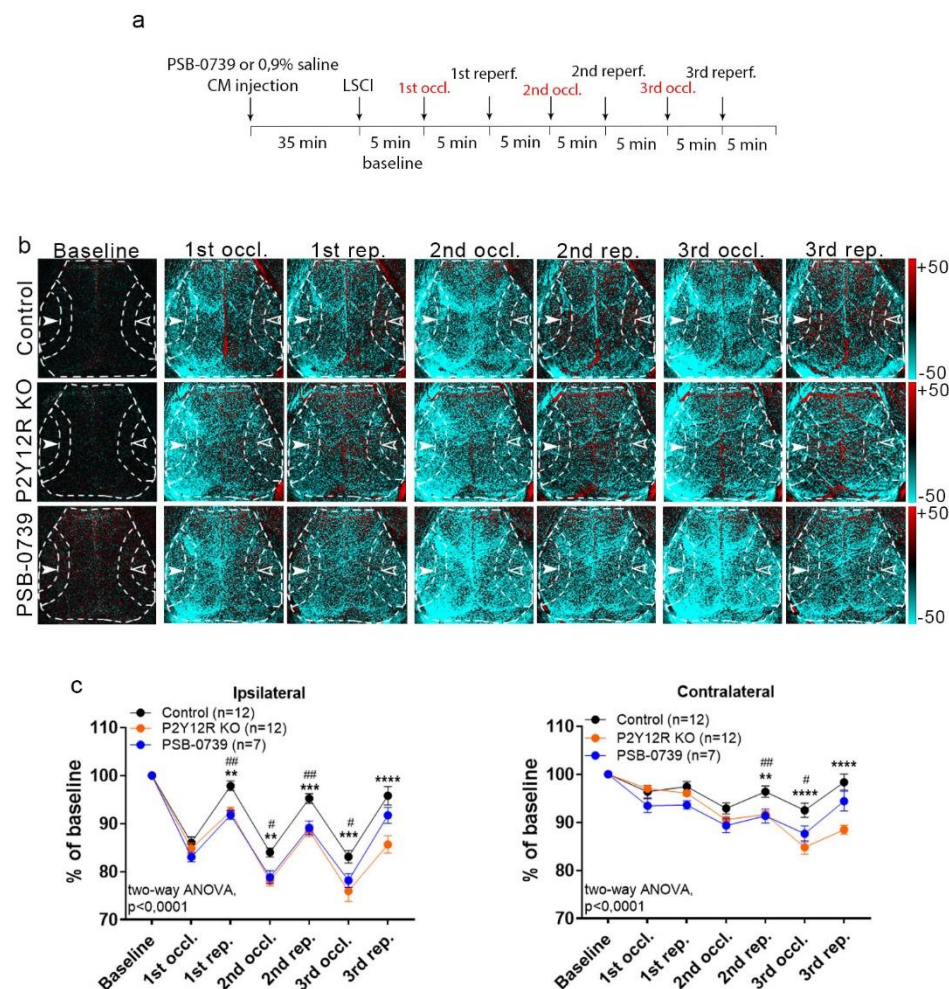 a
PSB-0739 or 0,9% saline
CM injection
LSCI
1st occl.
1st reperf.
2nd occl.
2nd reperf.
3rd occl.
3rd reperf.
35 min
5 min
baseline
5 min
5 min
5 min
5 min
5 min
5 min
b
Baseline 1st occl. 1st rep. 2nd occl. 2nd rep. 3rd occl. 3rd rep.
Control
+50
-50
P2Y12R KO
+50
-50
PSB-0739
+50
-50
c
Ipsilateral
Control (n=12)
P2Y12R KO (n=12)
PSB-0739 (n=7)
% of baseline
110
100
90
80
70
##
**
#
**
##
***
#
***
****
two-way ANOVA,
p<0,0001
Baseline
1st occl.
1st rep.
2nd occl.
2nd rep.
3rd occl.
3rd rep.
Contralateral
Control (n=12)
P2Y12R KO (n=12)
PSB-0739 (n=7)
% of baseline
110
100
90
80
70
##
**
#
****
****
two-way ANOVA,
p<0,0001
Baseline
1st occl.
1st rep.
2nd occl.
2nd rep.
3rd occl.
3rd rep.